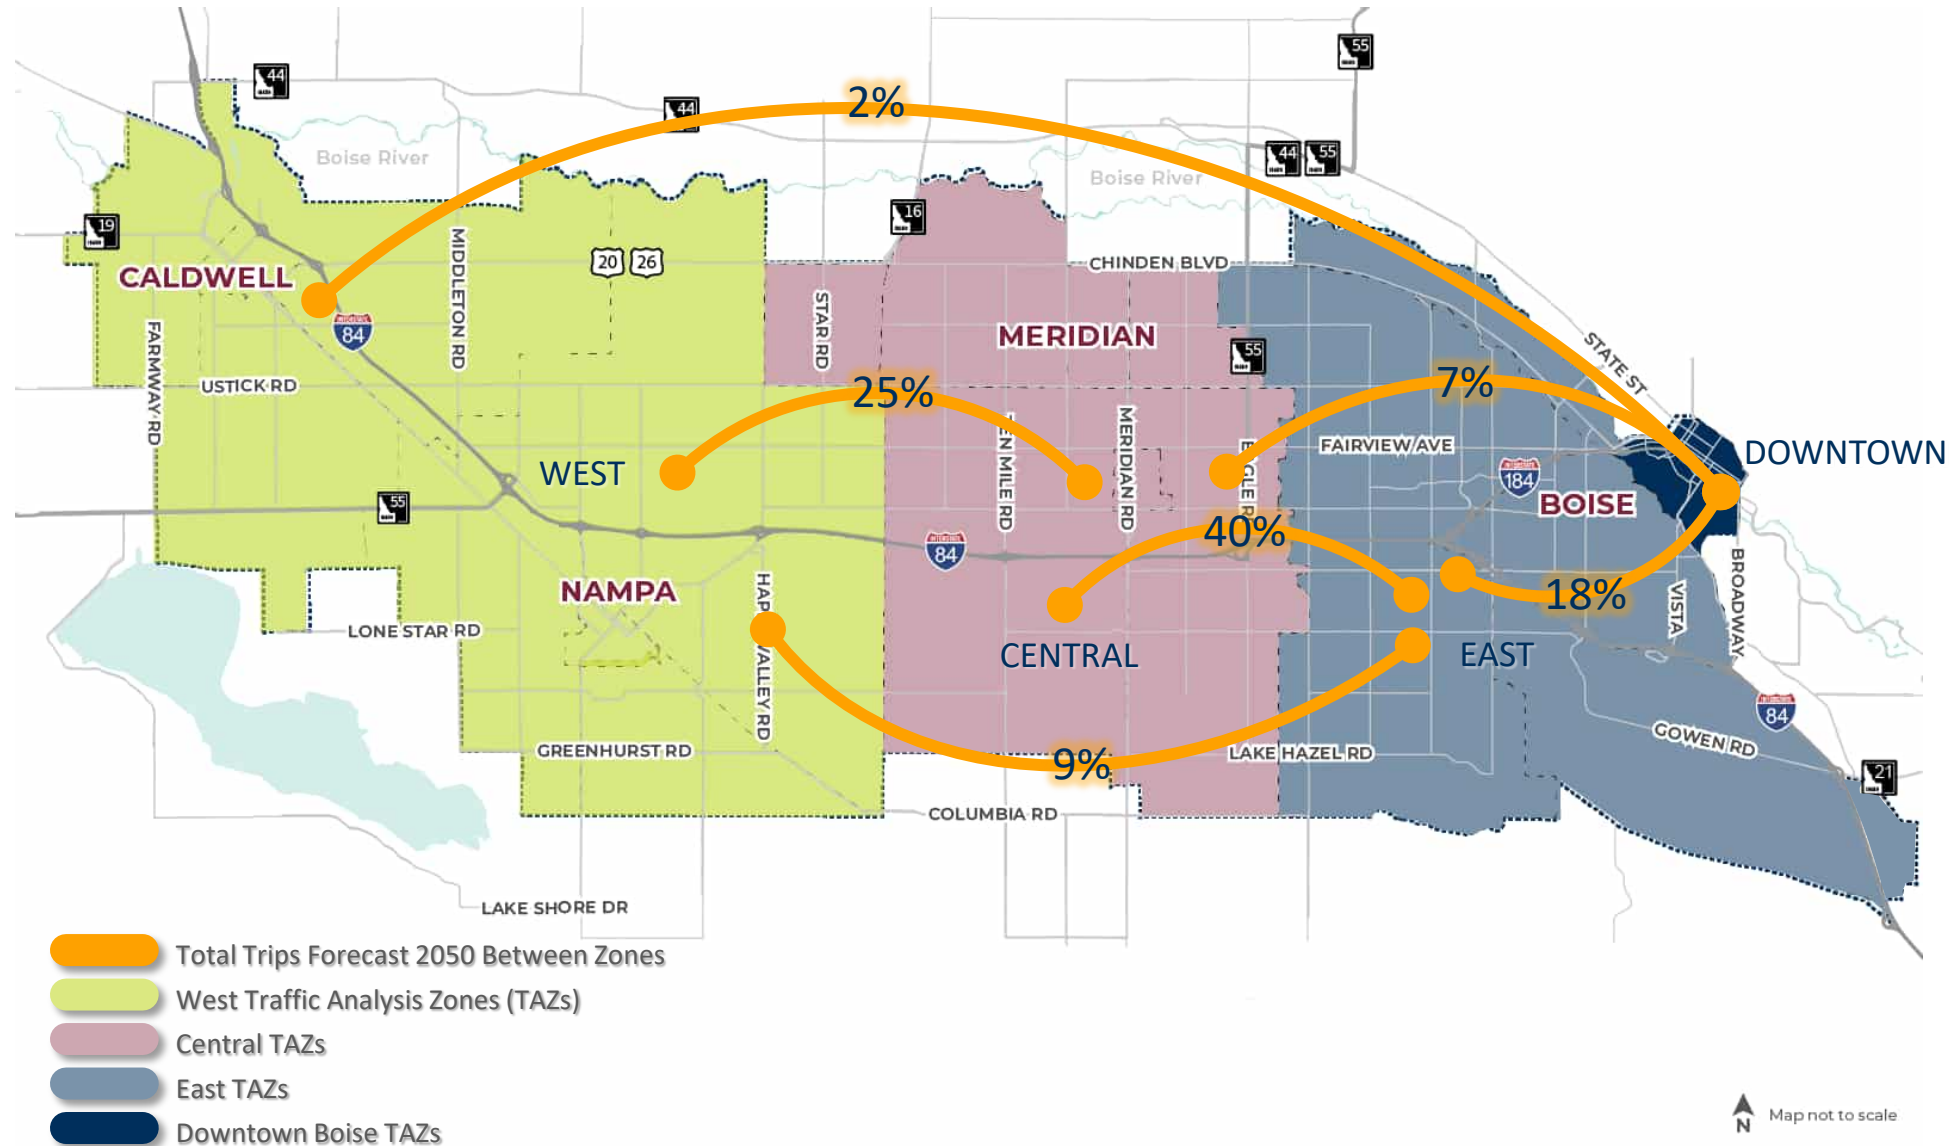 55
44
44
2%
44
55
Boise River
Boise River
19
16
MIDDLETON RD
20
26
CHINDEN BLVD
CALDWELL
STAR RD
84
FARMWAY RD
MERIDIAN
55
STATE ST
USTICK RD
25%
7%
MERIDIAN RD
FAIRVIEW AVE
DOWNTOWN
WEST
184
BOISE
55
MILE RD
40%
84
NAMPA
18%
VISTA
BROADWAY
LONE STAR RD
CENTRAL
EAST
VALLEY RD
84
GREENHURST RD
9%
LAKE HAZEL RD
GOWEN RD
21
COLUMBIA RD
LAKE SHORE DR
Total Trips Forecast 2050 Between Zones
West Traffic Analysis Zones (TAZs)
Central TAZs
East TAZs
Downtown Boise TAZs
N
Map not to scale